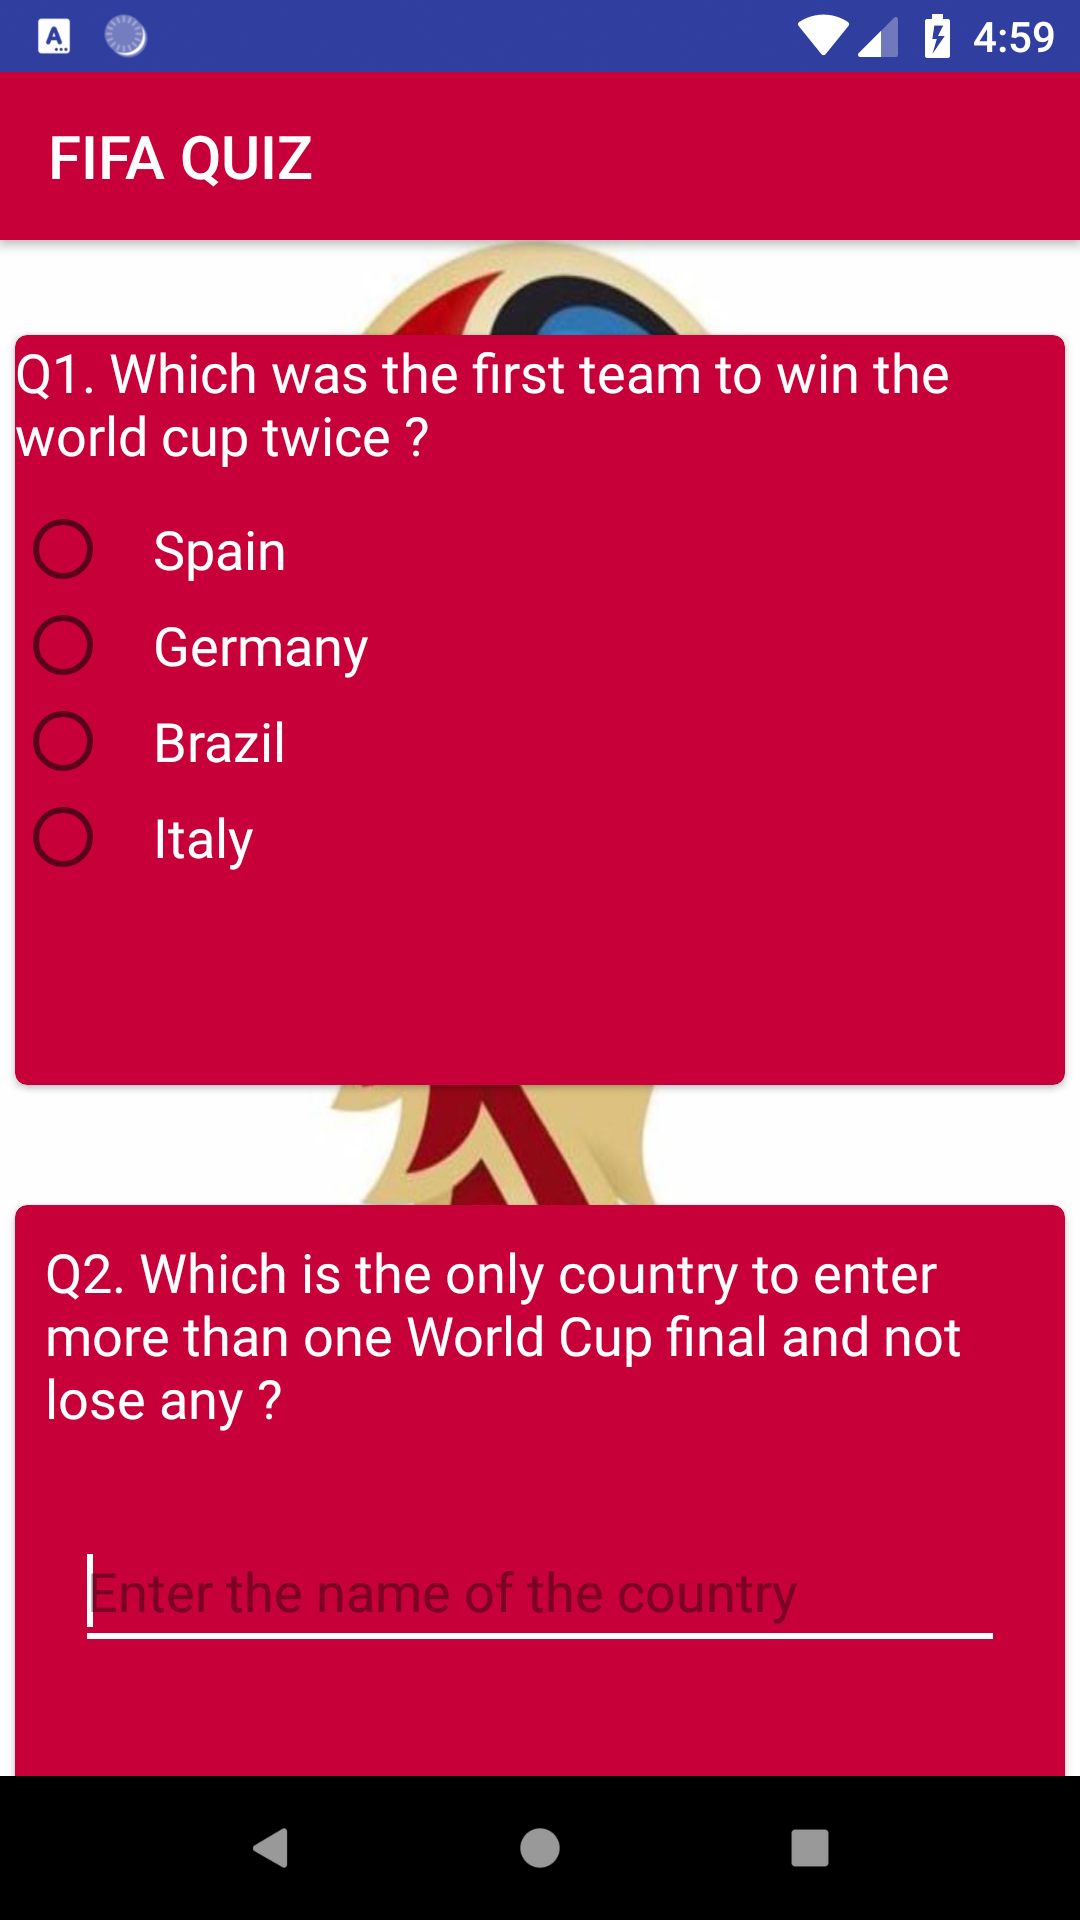 4:59
FIFA QUIZ
Q1. Which was the first team to win the
world cup twice ?
Spain
Germany
Brazil
Italy
Q2. Which is the only country to enter
more than one World Cup final and not
lose any ?
Enter the name of the country